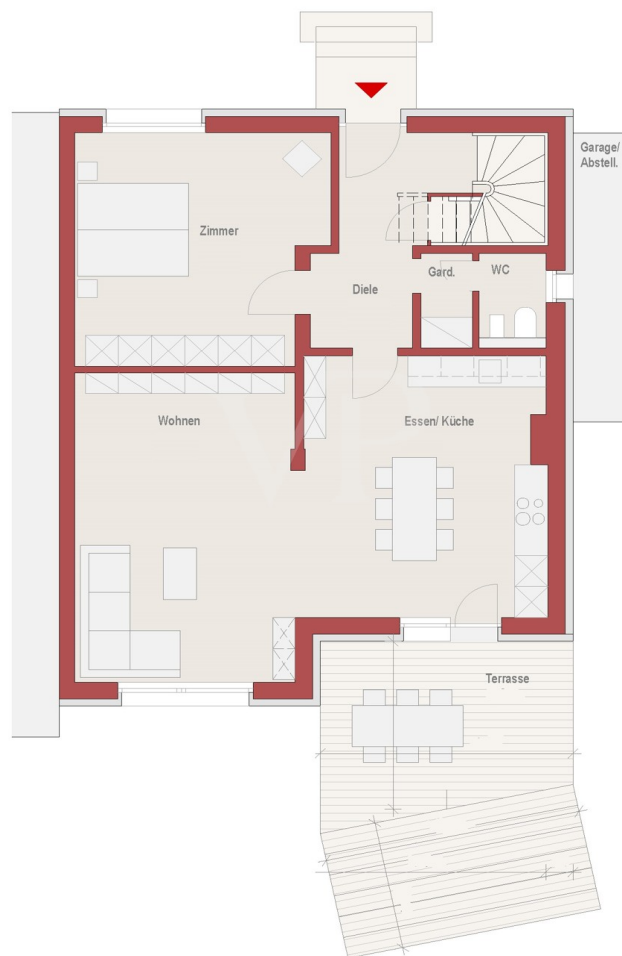 Garage/
Abstell.
Zimmer
Gard.
WC
Diele
Wohnen
Essen/ Küche
Terrasse